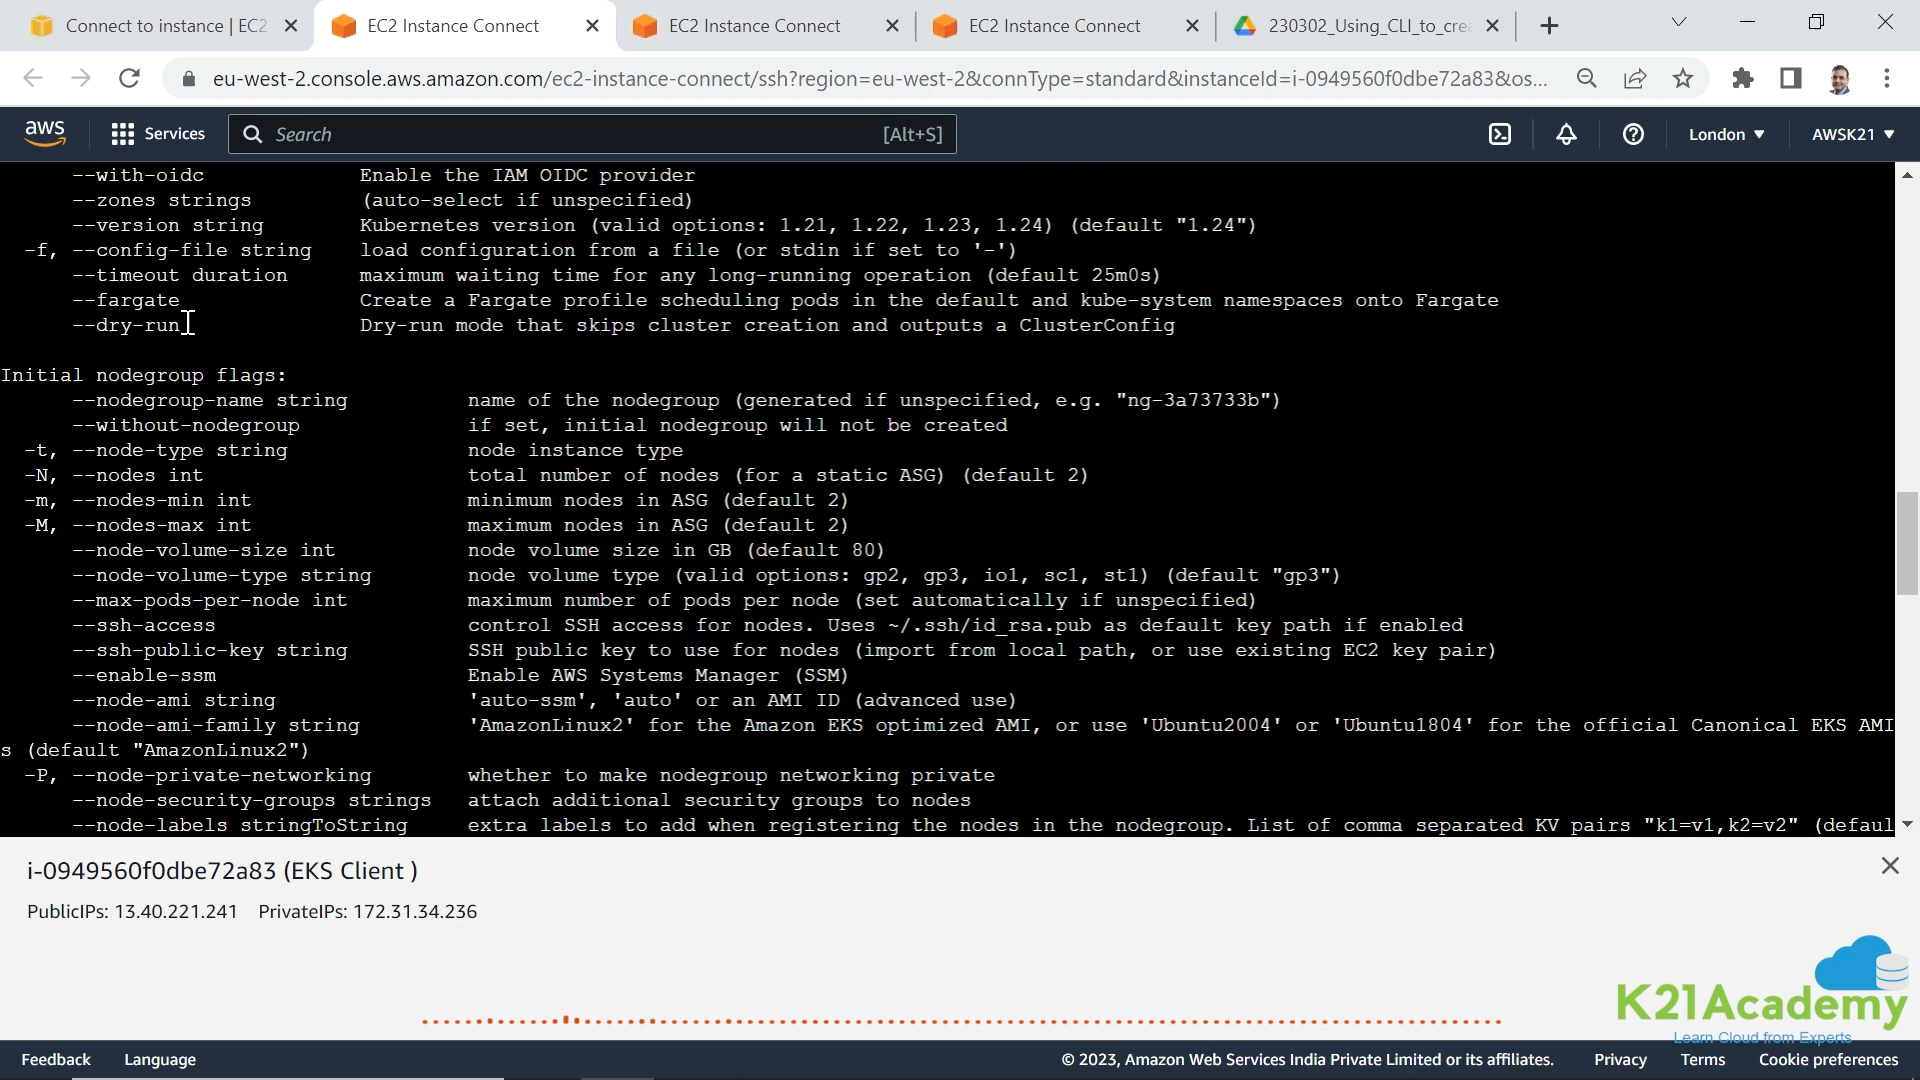 Connect to instance | EC2
EC2 Instance Connect
EC2 Instance Connect
EC2 Instance Connect
230302_Using_CLI_to_crea
eu-west-2.console.aws.amazon.com/ec2-instance-connect/ssh?region=eu-west-2&connType=standard&instanceId=i-0949560f0dbe72a83&os...
aws Services Search [Alt+S] London AWSK21
--with-oidc Enable the IAM OIDC provider
--zones strings (auto-select if unspecified)
--version string Kubernetes version (valid options: 1.21, 1.22, 1.23, 1.24) (default "1.24")
-f, --config-file string load configuration from a file (or stdin if set to '-')
--timeout duration maximum waiting time for any long-running operation (default 25m0s)
--fargate Create a Fargate profile scheduling pods in the default and kube-system namespaces onto Fargate
--dry-run Dry-run mode that skips cluster creation and outputs a ClusterConfig
Initial nodegroup flags:
--nodegroup-name string name of the nodegroup (generated if unspecified, e.g. "ng-3a73733b")
--without-nodegroup if set, initial nodegroup will not be created
-t, --node-type string node instance type
-N, --nodes int total number of nodes (for a static ASG) (default 2)
-m, --nodes-min int minimum nodes in ASG (default 2)
-M, --nodes-max int maximum nodes in ASG (default 2)
--node-volume-size int node volume size in GB (default 80)
--node-volume-type string node volume type (valid options: gp2, gp3, io1, sc1, st1) (default "gp3")
--max-pods-per-node int maximum number of pods per node (set automatically if unspecified)
--ssh-access control SSH access for nodes. Uses ~/.ssh/id_rsa.pub as default key path if enabled
--ssh-public-key string SSH public key to use for nodes (import from local path, or use existing EC2 key pair)
--enable-ssm Enable AWS Systems Manager (SSM)
--node-ami string 'auto-ssm', 'auto' or an AMI ID (advanced use)
--node-ami-family string 'AmazonLinux2' for the Amazon EKS optimized AMI, or use 'Ubuntu2004' or 'Ubuntu1804' for the official Canonical EKS AMI
s (default "AmazonLinux2")
-P, --node-private-networking whether to make nodegroup networking private
--node-security-groups strings attach additional security groups to nodes
--node-labels stringToString extra labels to add when registering the nodes in the nodegroup. List of comma separated KV pairs "k1=v1,k2=v2" (defaul
i-0949560f0dbe72a83 (EKS Client )
PublicIPs: 13.40.221.241 PrivateIPs: 172.31.34.236
K21Academy
Learn Cloud from Experts
Feedback Language © 2023, Amazon Web Services India Private Limited or its affiliates. Privacy Terms Cookie preferences